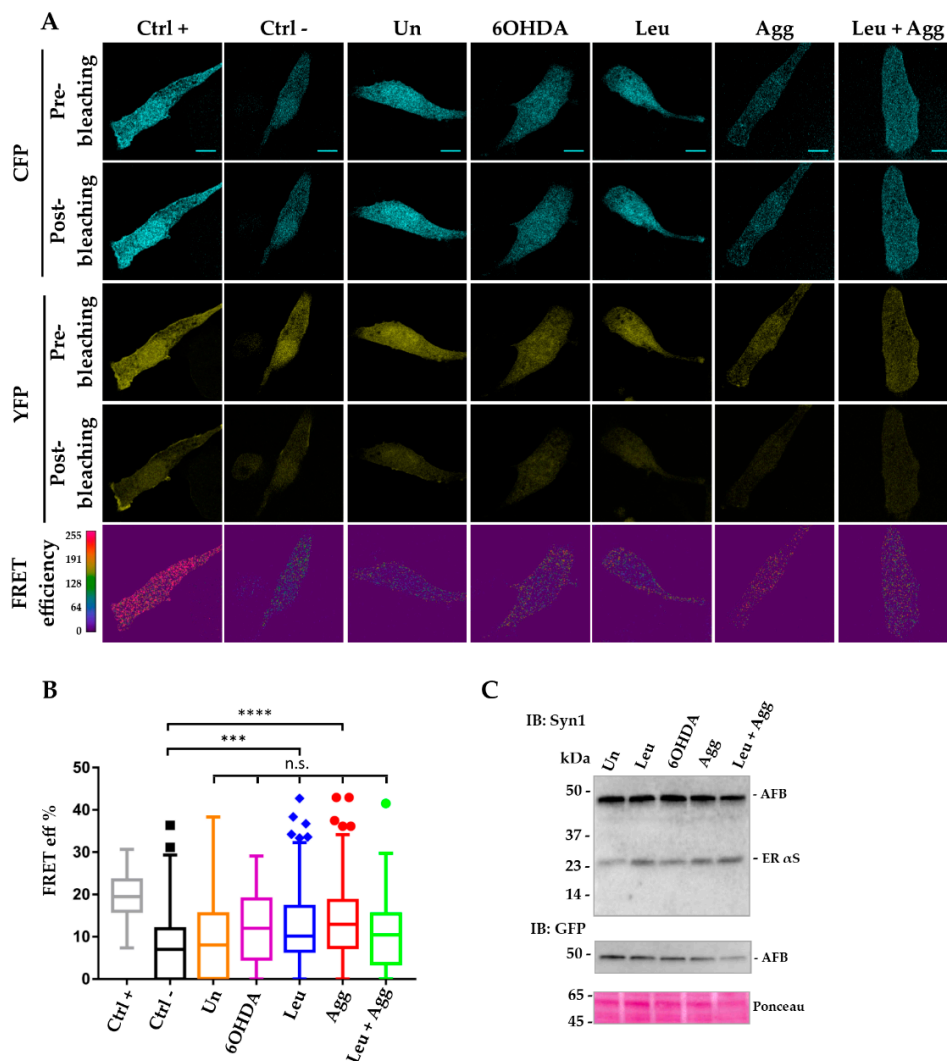 A
Ctrl + Ctrl - Un 6OHDA Leu Agg Leu + Agg
CFP
Pre-
bleaching
Post-
bleaching
YFP
Pre-
bleaching
Post-
bleaching
FRET
efficiency
255
191
128
64
0
B
FRET eff %
50
40
30
20
10
0
****
***
n.s.
Ctrl + Ctrl - Un 6OHDA Leu Agg Leu + Agg
C
IB: Syn1
kDa
Un Leu 6OHDA Agg Leu + Agg
50 - - AFB
37 -
23 - - ER αS
14 -
IB: GFP
50 - - AFB
65 -
45 -
Ponceau